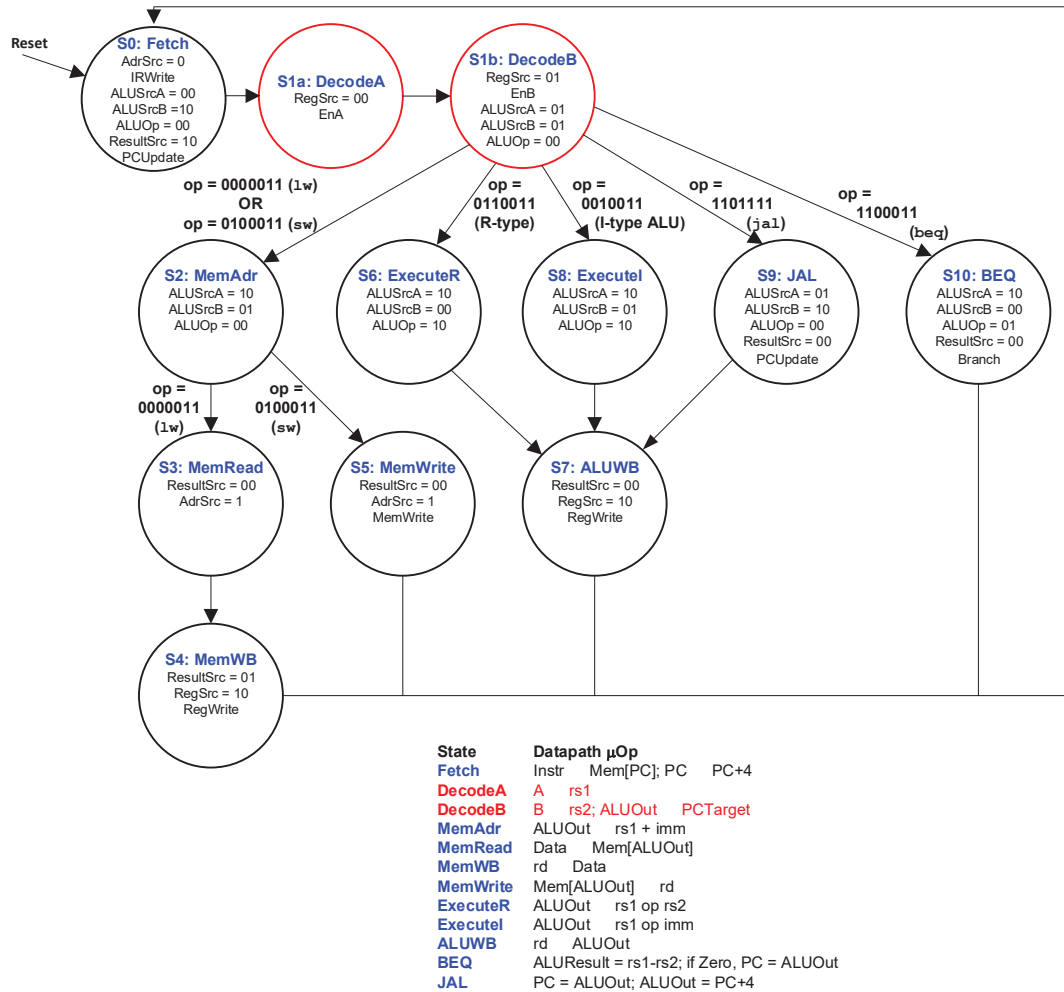 Reset
S0: Fetch
AdrSrc = 0
IRWrite
ALUSrcA = 00
ALUSrcB =10
ALUOp = 00
ResultSrc = 10
PCUpdate
S1a: DecodeA
RegSrc = 00
EnA
S1b: DecodeB
RegSrc = 01
EnB
ALUSrcA = 01
ALUSrcB = 01
ALUOp = 00
op = 0000011 (lw)
OR
op = 0100011 (sw)
op =
0110011
(R-type)
op =
0010011
(I-type ALU)
op =
1101111
(jal)
op =
1100011
(beq)
S2: MemAdr
ALUSrcA = 10
ALUSrcB = 01
ALUOp = 00
S6: ExecuteR
ALUSrcA = 10
ALUSrcB = 00
ALUOp = 10
S8: ExecuteI
ALUSrcA = 10
ALUSrcB = 01
ALUOp = 10
S9: JAL
ALUSrcA = 01
ALUSrcB = 10
ALUOp = 00
ResultSrc = 00
PCUpdate
S10: BEQ
ALUSrcA = 10
ALUSrcB = 00
ALUOp = 01
ResultSrc = 00
Branch
op =
0000011
(lw)
op =
0100011
(sw)
S3: MemRead
ResultSrc = 00
AdrSrc = 1
S5: MemWrite
ResultSrc = 00
AdrSrc = 1
MemWrite
S7: ALUWB
ResultSrc = 00
RegSrc = 10
RegWrite
S4: MemWB
ResultSrc = 01
RegSrc = 10
RegWrite
State Datapath µOp
Fetch Instr Mem[PC]; PC PC+4
DecodeA A rs1
DecodeB B rs2; ALUOut PCTarget
MemAdr ALUOut rs1 + imm
MemRead Data Mem[ALUOut]
MemWB rd Data
MemWrite Mem[ALUOut] rd
ExecuteR ALUOut rs1 op rs2
ExecuteI ALUOut rs1 op imm
ALUWB rd ALUOut
BEQ ALUResult = rs1-rs2; if Zero, PC = ALUOut
JAL PC = ALUOut; ALUOut = PC+4